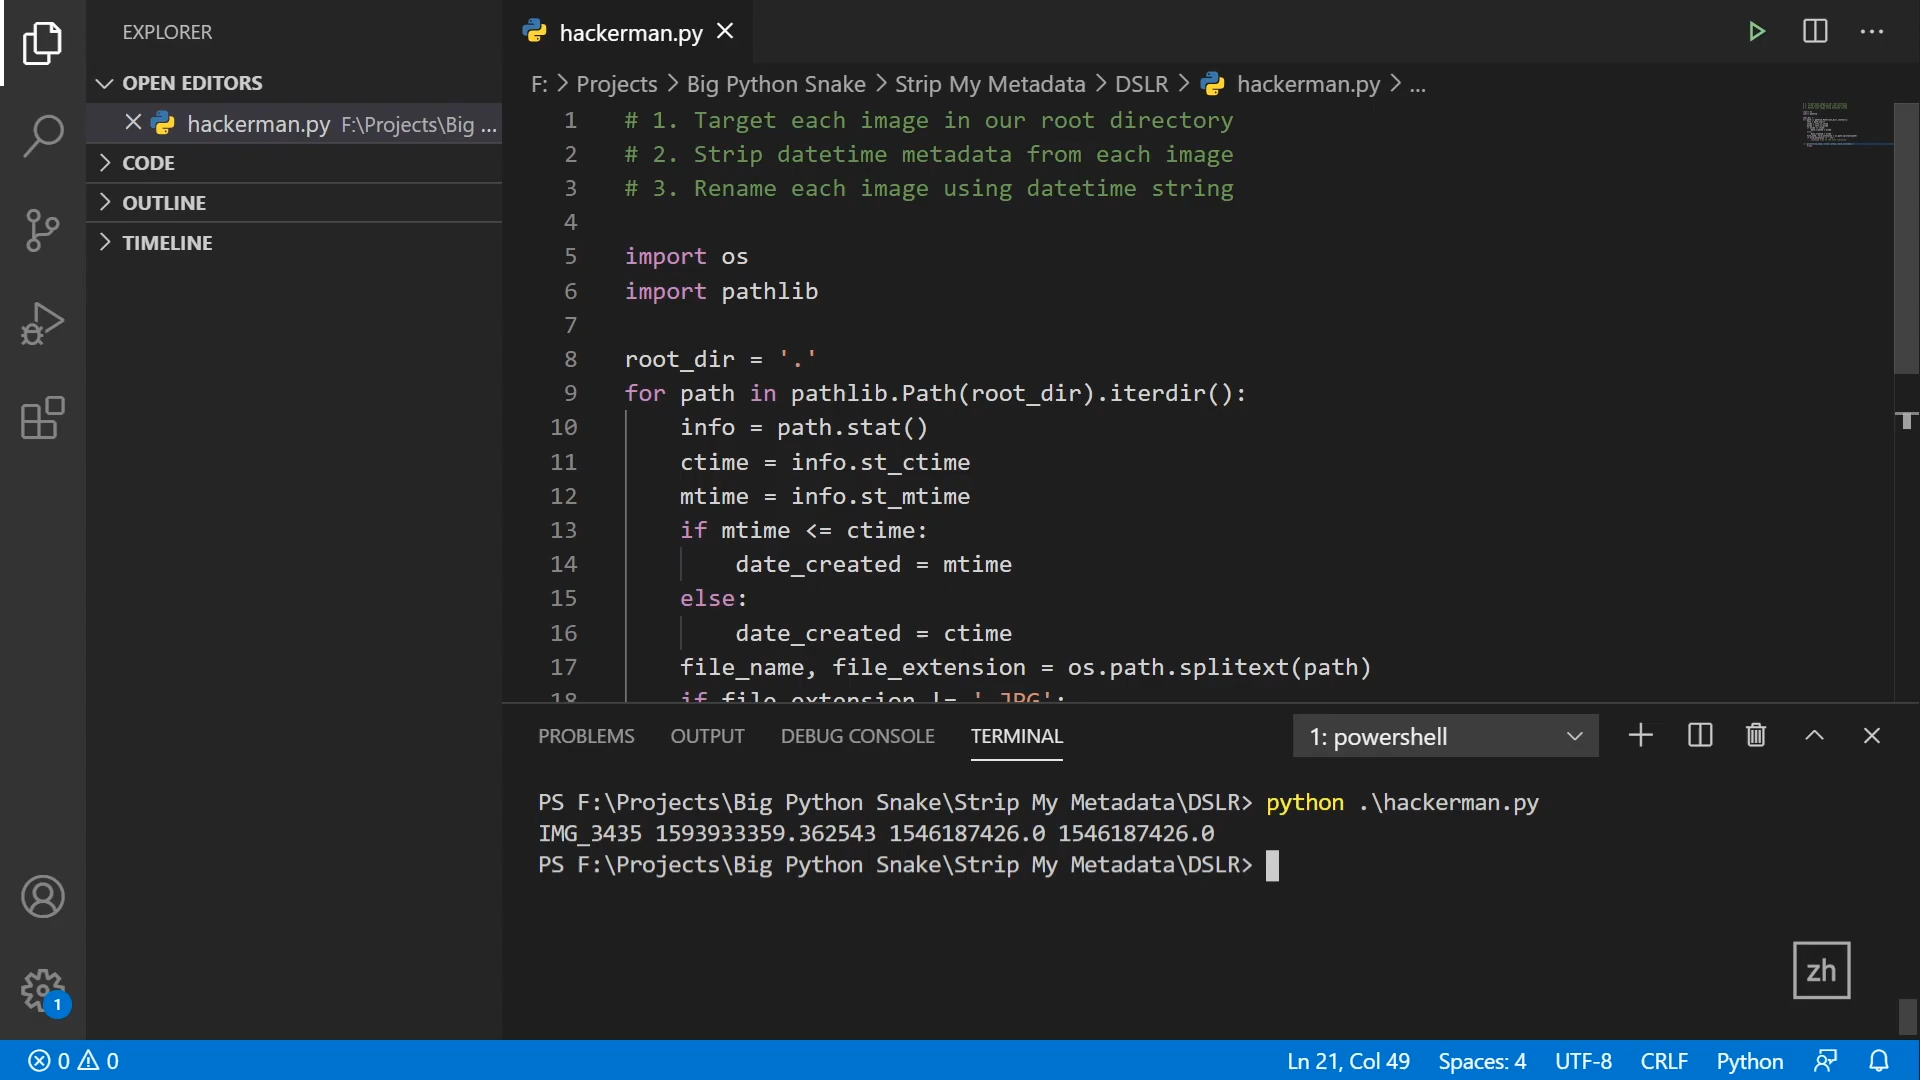 EXPLORER
OPEN EDITORS
hackerman.py F:\Projects\Big ...
CODE
OUTLINE
TIMELINE
1
hackerman.py
F: > Projects > Big Python Snake > Strip My Metadata > DSLR > hackerman.py > ...
1 # 1. Target each image in our root directory
2 # 2. Strip datetime metadata from each image
3 # 3. Rename each image using datetime string
4
5 import os
6 import pathlib
7
8 root_dir = '.'
9 for path in pathlib.Path(root_dir).iterdir():
10 info = path.stat()
11 ctime = info.st_ctime
12 mtime = info.st_mtime
13 if mtime <= ctime:
14 date_created = mtime
15 else:
16 date_created = ctime
17 file_name, file_extension = os.path.splitext(path)
18 if file_extension != '.JPG':
PROBLEMS OUTPUT DEBUG CONSOLE TERMINAL 1: powershell
PS F:\Projects\Big Python Snake\Strip My Metadata\DSLR> python .\hackerman.py
IMG_3435 1593933359.362543 1546187426.0 1546187426.0
PS F:\Projects\Big Python Snake\Strip My Metadata\DSLR>
zh
0 0 Ln 21, Col 49 Spaces: 4 UTF-8 CRLF Python